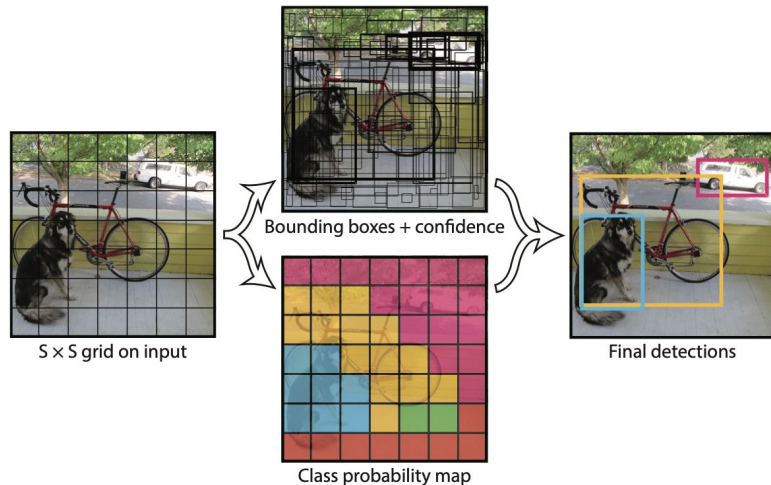 Bounding boxes + confidence
S × S grid on input
Final detections
Class probability map